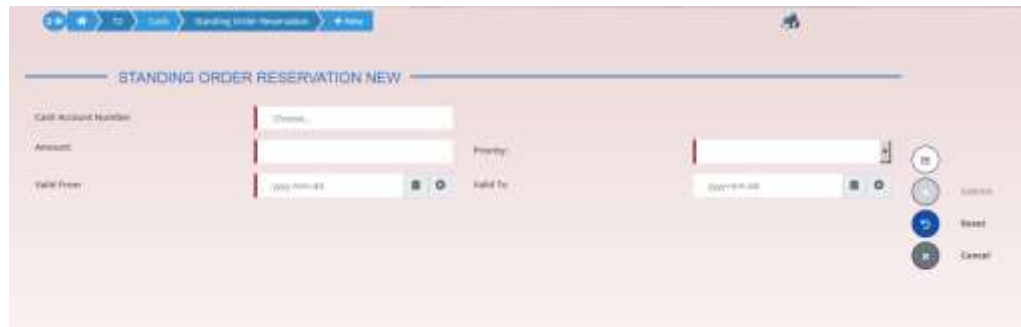 T2 Cash Standing Order Reservation + New
STANDING ORDER RESERVATION NEW
Cash Account Number
Choose...
Amount:
Priority:
Valid From
yyyy-mm-dd
Valid To
yyyy-mm-dd
Submit
Reset
Cancel